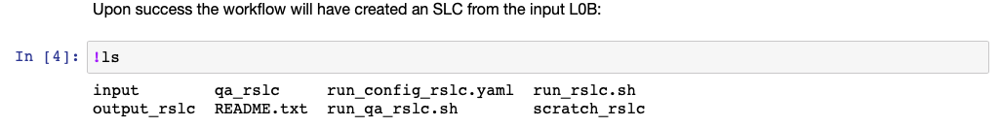 Upon success the workflow will have created an SLC from the input L0B:
In [4]: !ls
input qa_rslc run_config_rslc.yaml run_rslc.sh
output_rslc README.txt run_qa_rslc.sh scratch_rslc